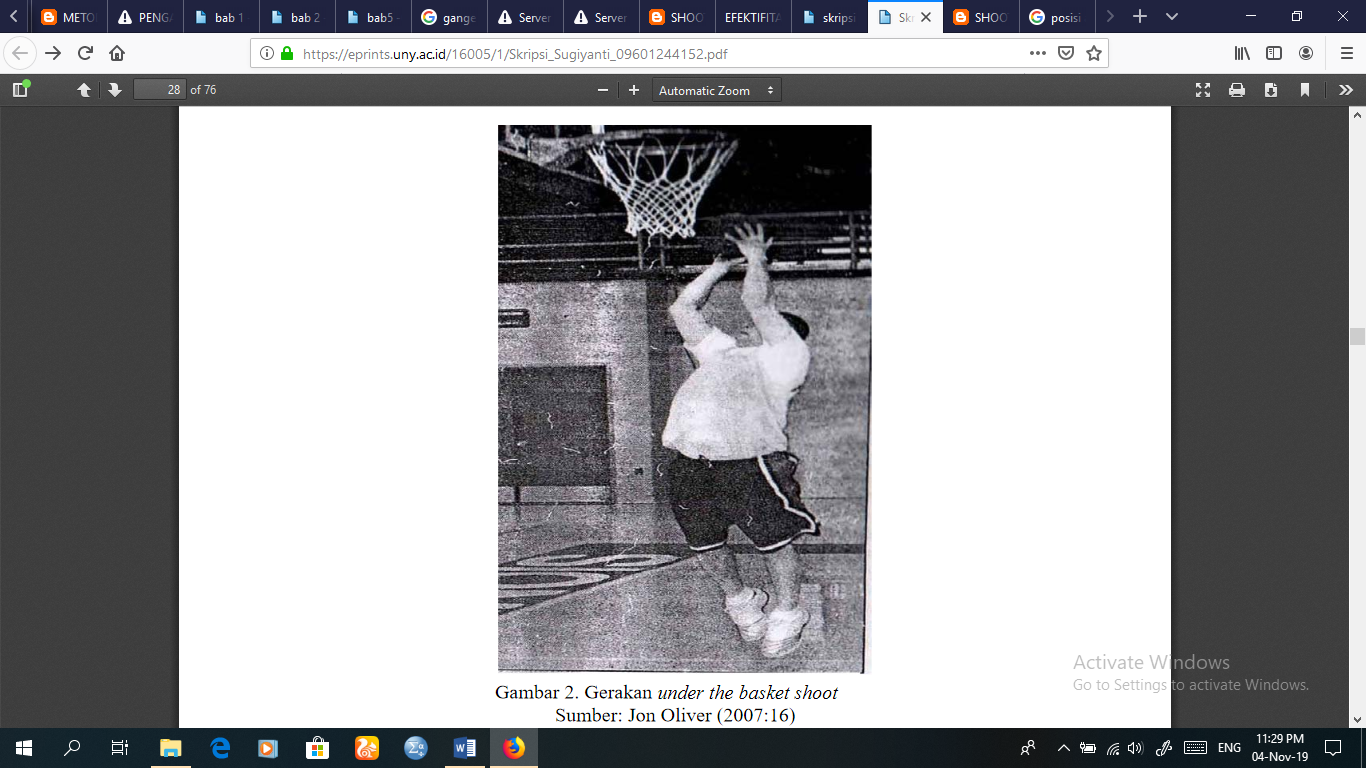 METO
PENGA
bab 1
bab 2
bab5 -
gange
Server
Server
SHOO
EFEKTIFITA
skripsi
Sk
SHOO
posisi
https://eprints.uny.ac.id/16005/1/Skripsi_Sugiyanti_09601244152.pdf
28 of 76
Automatic Zoom
Gambar 2. Gerakan under the basket shoot
Sumber: Jon Oliver (2007:16)
Activate Windows
Go to Settings to activate Windows.
ENG
11:29 PM
04-Nov-19